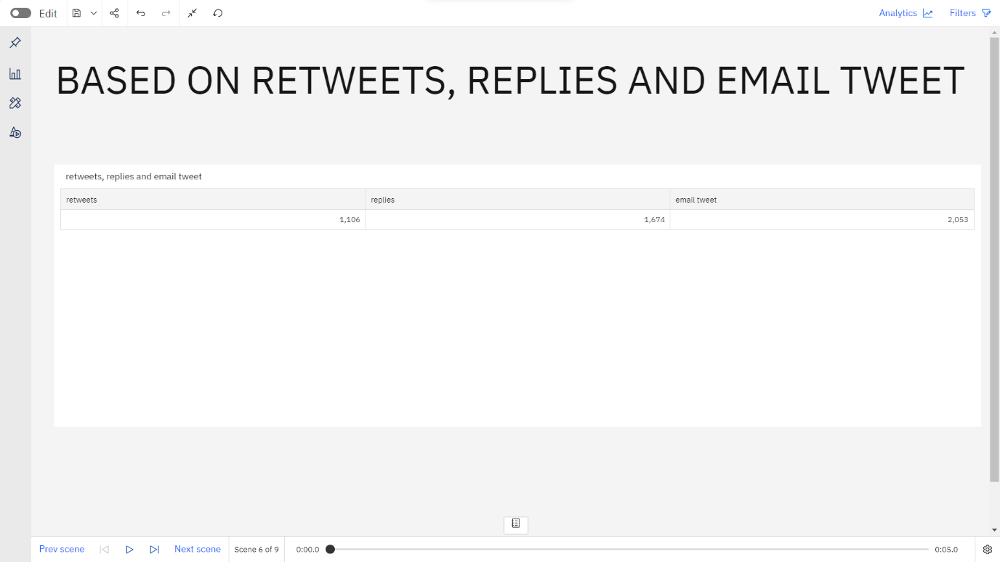 Edit
Analytics
Filters
BASED ON RETWEETS, REPLIES AND EMAIL TWEET
retweets, replies and email tweet
retweets replies email tweet
1,106 1,674 2,053
Prev scene Next scene Scene 6 of 9 0:00.0 0:05.0